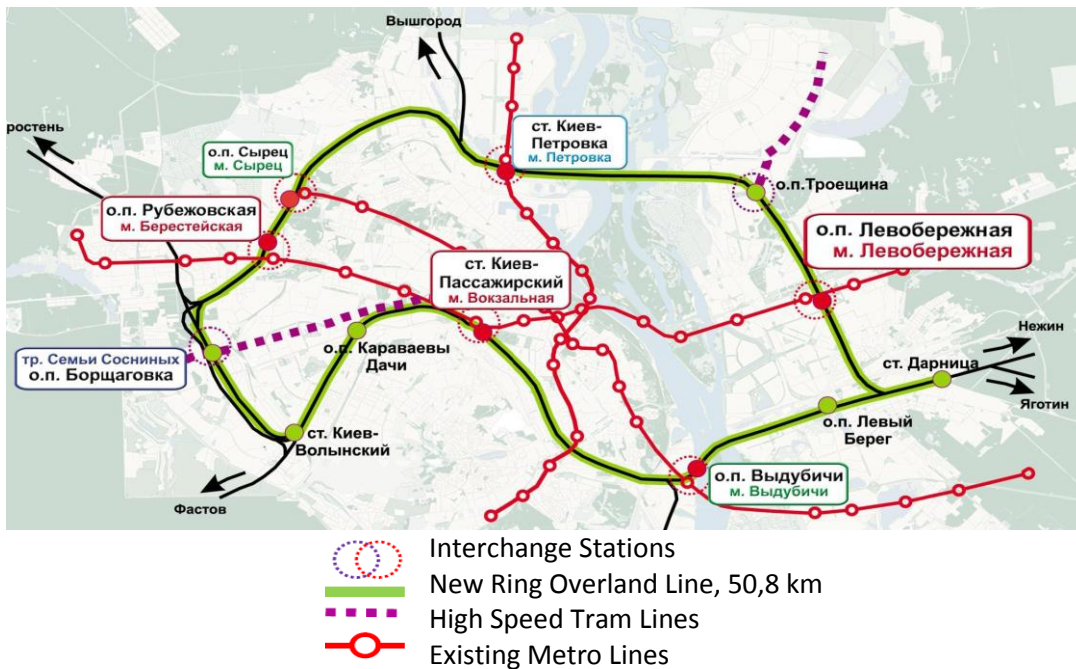 Вышгород
ростень
о.п. Сырец
м. Сырец
ст. Киев-
Петровка
м. Петровка
о.п.Троещина
о.п. Рубежовская
м. Берестейская
о.п. Левобережная
м. Левобережная
ст. Киев-
Пассажирский
м. Вокзальная
Нежин
тр. Семьи Сосниных
о.п. Борщаговка
о.п. Караваевы
Дачи
ст. Дарница
Яготин
о.п. Левый
Берег
ст. Киев-
Волынский
о.п. Выдубичи
м. Выдубичи
Фастов
Interchange Stations
New Ring Overland Line, 50,8 km
High Speed Tram Lines
Existing Metro Lines